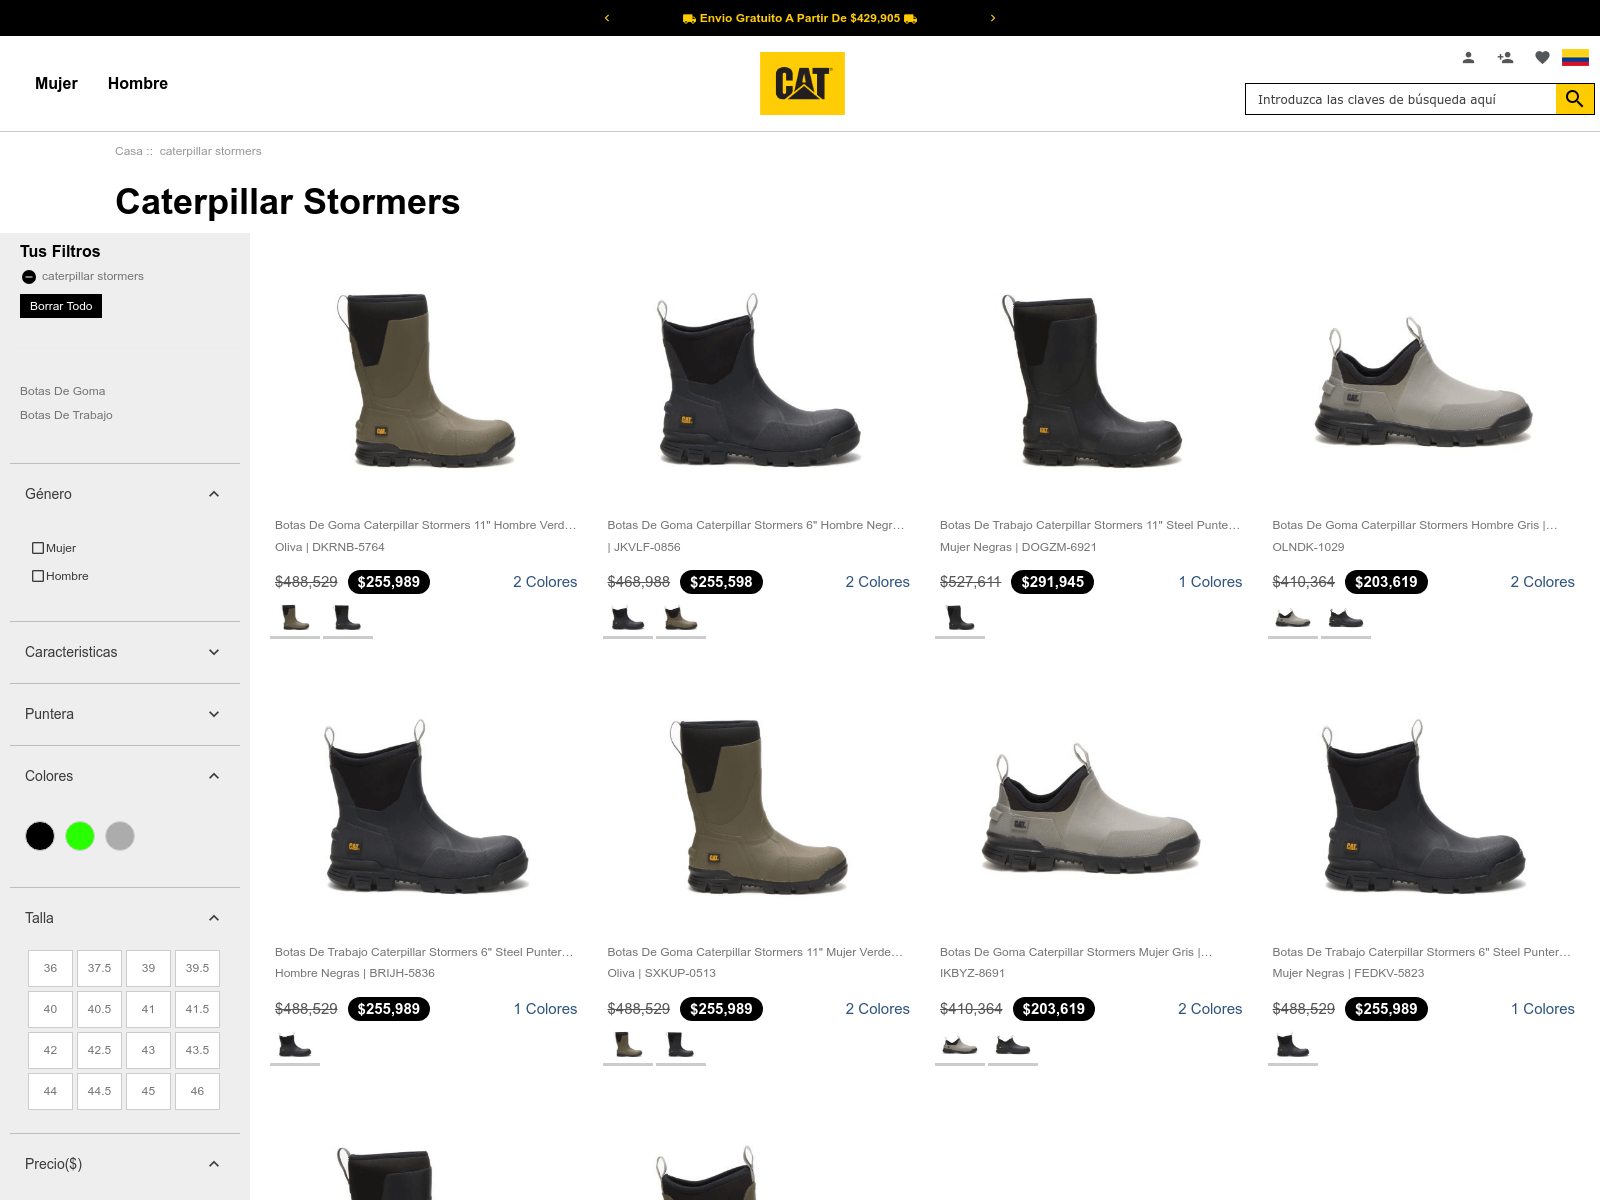 Envio Gratuito A Partir De $429,905
Mujer
Hombre
CAT
Introduzca las claves de búsqueda aquí
Casa :: caterpillar stormers
Caterpillar Stormers
Tus Filtros
caterpillar stormers
Borrar Todo
Botas De Goma
Botas De Trabajo
Género
Mujer
Hombre
Caracteristicas
Puntera
Colores
Talla
36 37.5 39 39.5
40 40.5 41 41.5
42 42.5 43 43.5
44 44.5 45 46
Precio($)
Botas De Goma Caterpillar Stormers 11" Hombre Verd…
Oliva | DKRNB-5764
$488,529 $255,989 2 Colores
Botas De Goma Caterpillar Stormers 6" Hombre Negr…
| JKVLF-0856
$468,988 $255,598 2 Colores
Botas De Trabajo Caterpillar Stormers 11" Steel Punte…
Mujer Negras | DOGZM-6921
$527,611 $291,945 1 Colores
Botas De Goma Caterpillar Stormers Hombre Gris |…
OLNDK-1029
$410,364 $203,619 2 Colores
Botas De Trabajo Caterpillar Stormers 6" Steel Punter…
Hombre Negras | BRIJH-5836
$488,529 $255,989 1 Colores
Botas De Goma Caterpillar Stormers 11" Mujer Verde…
Oliva | SXKUP-0513
$488,529 $255,989 2 Colores
Botas De Goma Caterpillar Stormers Mujer Gris |…
IKBYZ-8691
$410,364 $203,619 2 Colores
Botas De Trabajo Caterpillar Stormers 6" Steel Punter…
Mujer Negras | FEDKV-5823
$488,529 $255,989 1 Colores